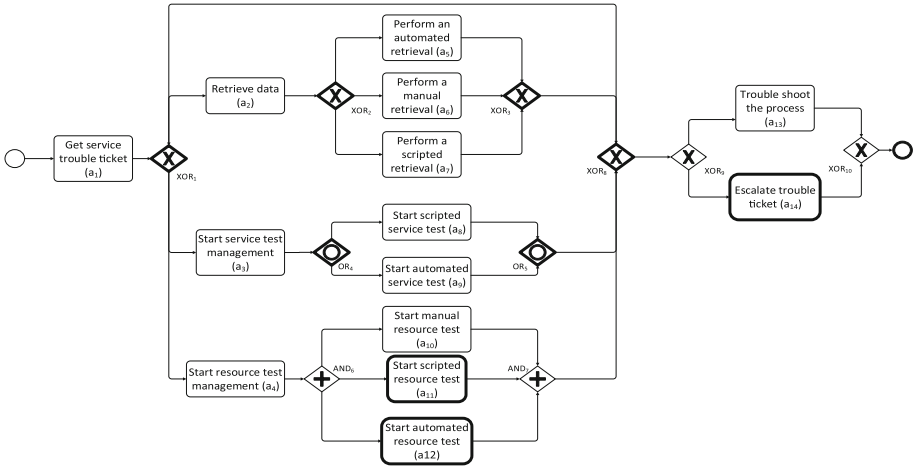 Perform an
automated
retrieval (a5)
Retrieve data
(a2)
X
XOR2
Perform a
manual
retrieval (a6)
XOR3
X
Perform a
scripted
retrieval (a7)
Get service
trouble ticket
(a1)
X
XOR1
X
XOR8
X
XOR9
Trouble shoot
the process
(a13)
Escalate trouble
ticket (a14)
X
XOR10
Start service test
management
(a3)
OR4
Start scripted
service test (a8)
Start automated
service test (a9)
OR5
Start resource test
management (a4)
AND6
Start manual
resource test
(a10)
Start scripted
resource test
(a11)
Start automated
resource test
(a12)
AND7